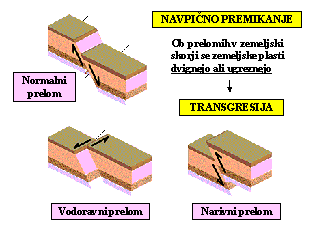 NAVPIČNO PREMIKANJE
Ob prelomih v zemeljski
skorji se zemeljske plasti
dvignejo ali ugreznejo
Normalni
prelom
TRANSGRESIJA
Vodoravni prelom
Narivni prelom